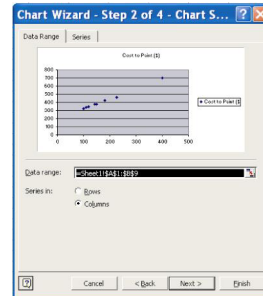 Chart Wizard - Step 2 of 4 - Chart S...
Data Range Series
Cost to Paint ($)
800
700
600
500
400
300
200
100
0
0 100 200 300 400 500
Cost to Paint ($)
Data range: =Sheet1!$A$1:$B$9
Series in: Rows
Columns
Cancel < Back Next > Finish